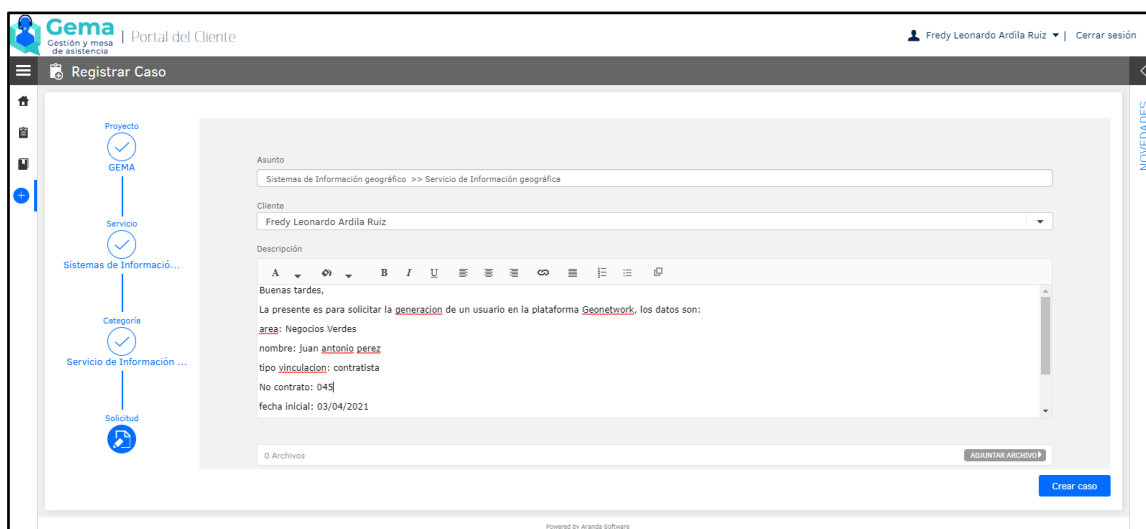 Gema
Gestión y mesa
de asistencia
| Portal del Cliente
Fredy Leonardo Ardila Ruiz | Cerrar sesión
Registrar Caso
NOVEDADES
Proyecto
GEMA
Servicio
Sistemas de Informació...
Categoría
Servicio de Información ...
Solicitud
Asunto
Sistemas de Información geográfico >> Servicio de Información geográfica
Cliente
Fredy Leonardo Ardila Ruiz
Descripción
A B I U
Buenas tardes,
La presente es para solicitar la generacion de un usuario en la plataforma Geonetwork, los datos son:
area: Negocios Verdes
nombre: juan antonio perez
tipo vinculacion: contratista
No contrato: 045
fecha inicial: 03/04/2021
0 Archivos
ADJUNTAR ARCHIVO
Crear caso
Powered by Aranda Software